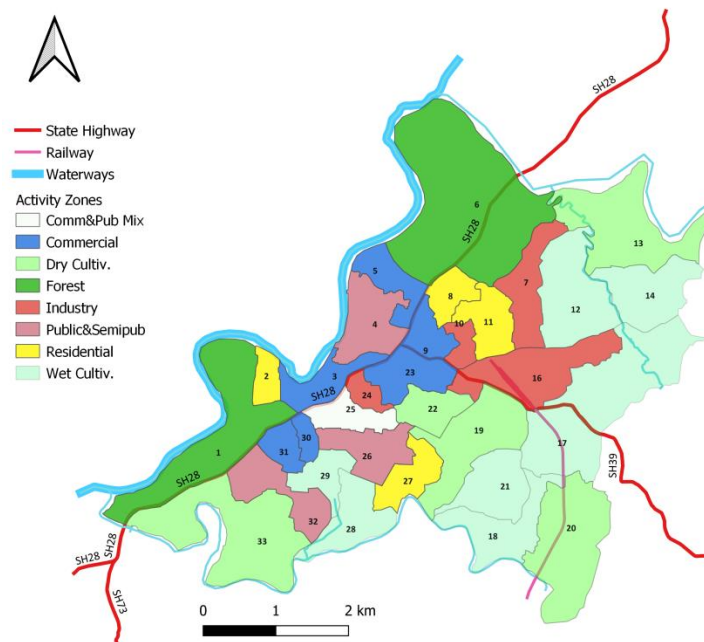 State Highway
Railway
Waterways
Activity Zones
Comm&Pub Mix
Commercial
Dry Cultiv.
Forest
Industry
Public&Semipub
Residential
Wet Cultiv.
SH28
6
SH28
13
5
7
8
14
12
4
10
11
9
3
23
2
16
SH28
24
25
22
19
30
17
1
31
26
SH39
29
27
21
SH28
32
20
28
18
33
SH28
SH28
SH73
0 1 2 km